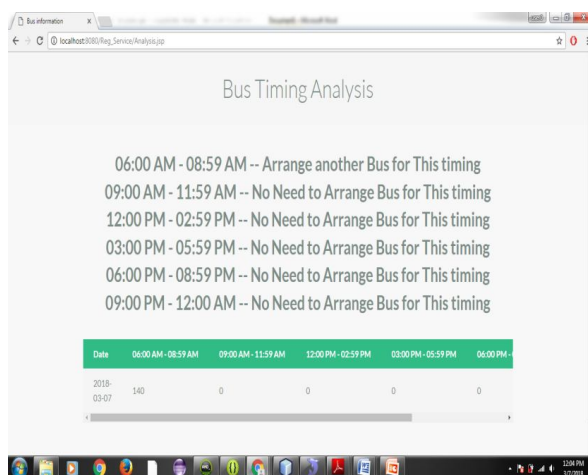 Bus information
localhost:8080/Reg_Service/Analysis.jsp
Bus Timing Analysis
06:00 AM - 08:59 AM -- Arrange another Bus for This timing
09:00 AM - 11:59 AM -- No Need to Arrange Bus for This timing
12:00 PM - 02:59 PM -- No Need to Arrange Bus for This timing
03:00 PM - 05:59 PM -- No Need to Arrange Bus for This timing
06:00 PM - 08:59 PM -- No Need to Arrange Bus for This timing
09:00 PM - 12:00 AM -- No Need to Arrange Bus for This timing
Date 06:00 AM - 08:59 AM 09:00 AM - 11:59 AM 12:00 PM - 02:59 PM 03:00 PM - 05:59 PM 06:00 PM -
2018-
03-07 140 0 0 0 0
12:04 PM
3/7/2018